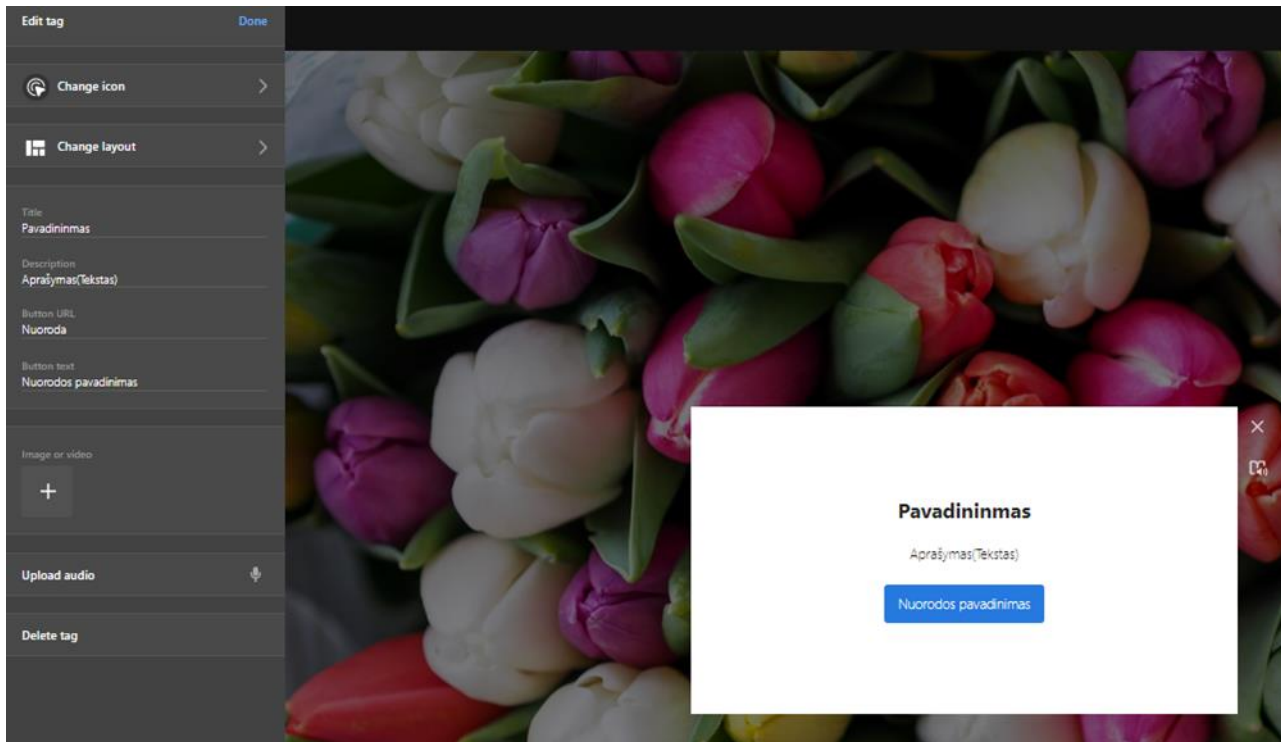 Edit tag
Done
Change icon
Change layout
Title
Pavadininmas
Description
Aprašymas(Tekstas)
Button URL
Nuoroda
Button text
Nuorodos pavadinimas
Image or video
Upload audio
Delete tag
Pavadininmas
Aprašymas(Tekstas)
Nuorodos pavadinimas